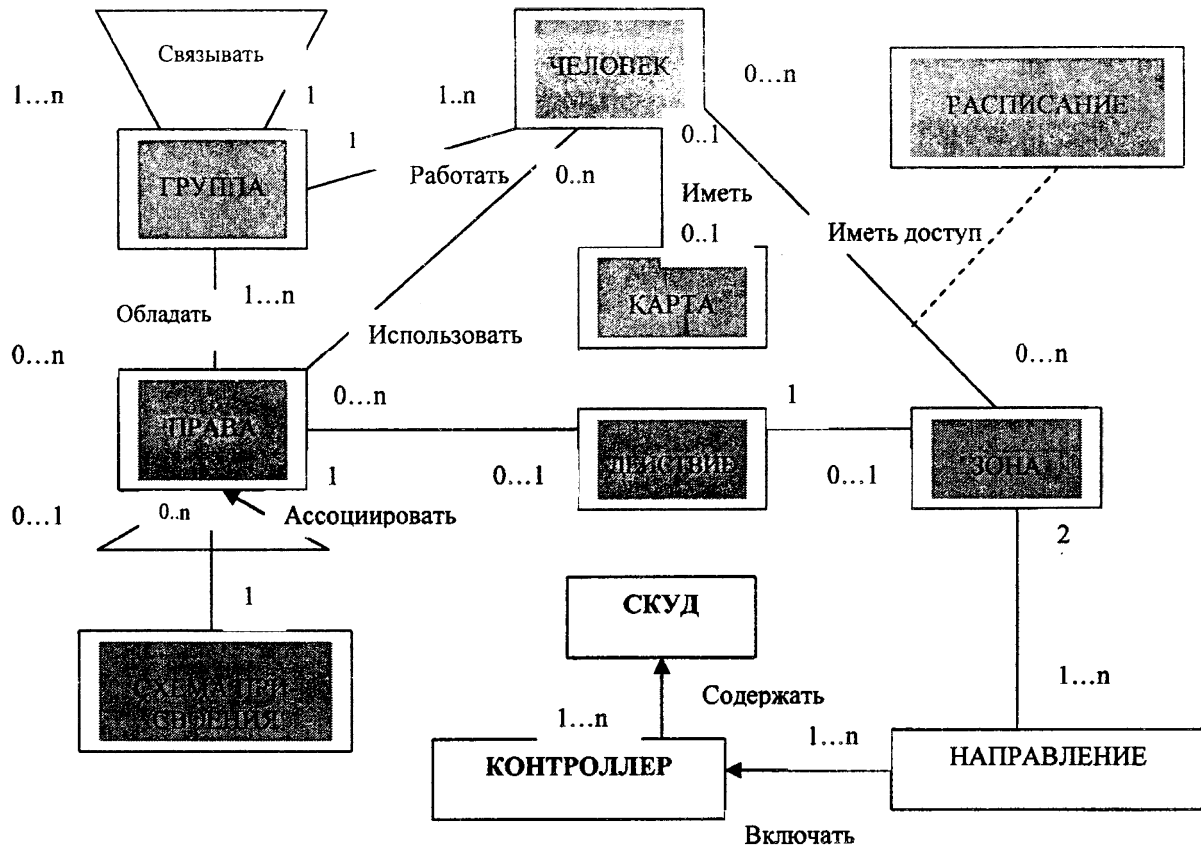 Связывать
ЧЕЛОВЕК
0...n
РАСПИСАНИЕ
1...n
1
1..n
1
0..1
ГРУППА
Работать
0..n
Иметь
Иметь доступ
0..1
1...n
Обладать
КАРТА
Использовать
0...n
0...n
0...n
1
ПРАВА
ДЕЙСТВИЕ
ЗОНА
1
0...1
0...1
0...1
0..n
Ассоциировать
2
СКУД
1
1...n
СХЕМА ПРИ
Содержать
1...n
1...n
КОНТРОЛЛЕР
НАПРАВЛЕНИЕ
Включать